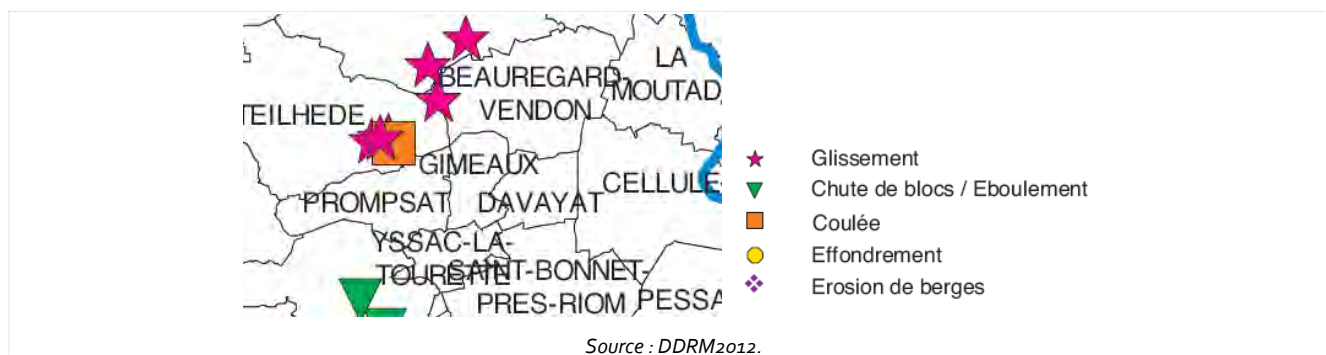 LA
BEAUREGARD-
MOUTAD
VENDON
TEILHEDE
GIMEAUX
CELLULE
PROMPSAT
DAVAYAT
YSSAC-LA-
TOURETTE
SAINT-BONNET-
PRES-RIOM
PESSA
Glissement
Chute de blocs / Eboulement
Coulée
Effondrement
Erosion de berges
Source : DDRM2012.